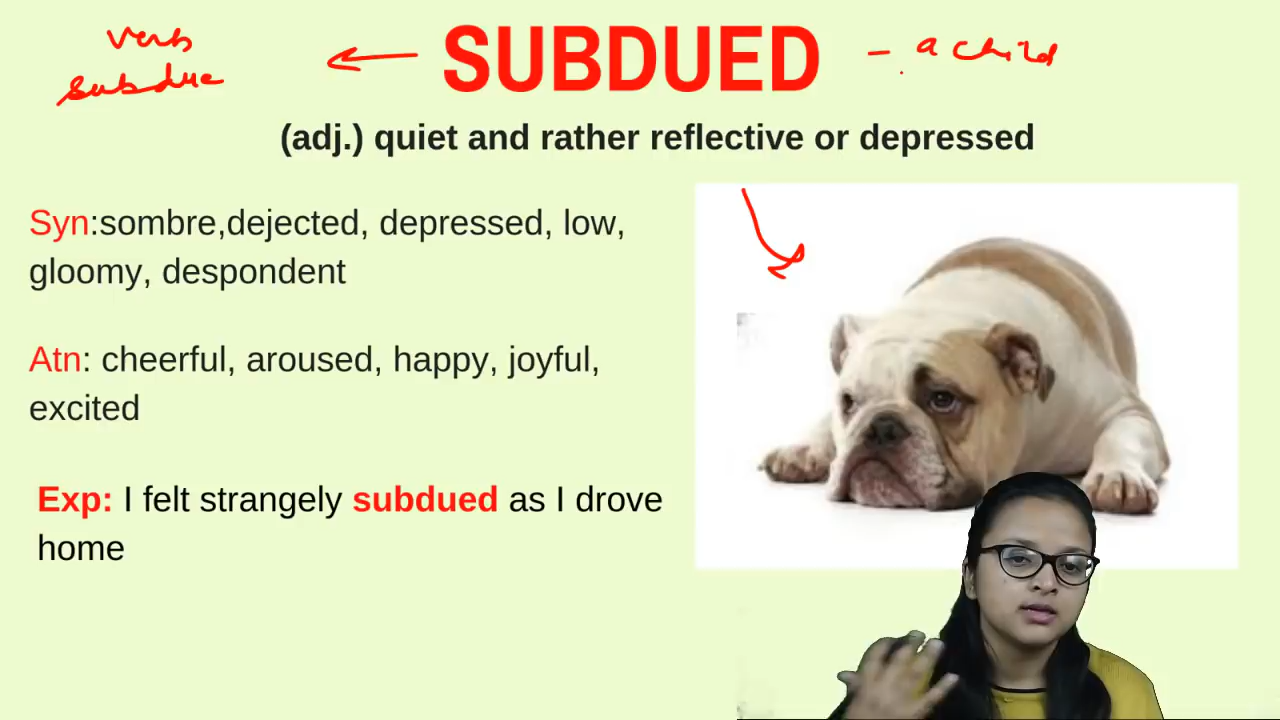 verb
subdue
SUBDUED
- a child
(adj.) quiet and rather reflective or depressed
Syn:sombre,dejected, depressed, low,
gloomy, despondent
Atn: cheerful, aroused, happy, joyful,
excited
Exp: I felt strangely subdued as I drove
home